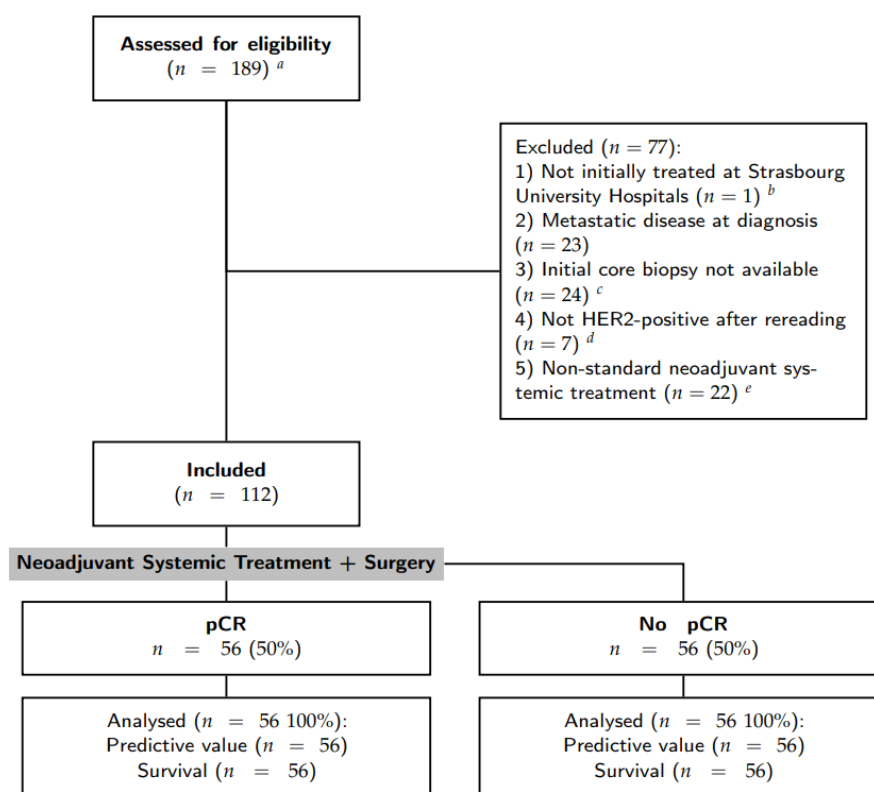 Assessed for eligibility
(n = 189) a
Excluded (n = 77):
1) Not initially treated at Strasbourg
University Hospitals (n = 1) b
2) Metastatic disease at diagnosis
(n = 23)
3) Initial core biopsy not available
(n = 24) c
4) Not HER2-positive after rereading
(n = 7) d
5) Non-standard neoadjuvant sys-
temic treatment (n = 22) e
Included
(n = 112)
Neoadjuvant Systemic Treatment + Surgery
pCR
n = 56 (50%)
No pCR
n = 56 (50%)
Analysed (n = 56 100%):
Predictive value (n = 56)
Survival (n = 56)
Analysed (n = 56 100%):
Predictive value (n = 56)
Survival (n = 56)